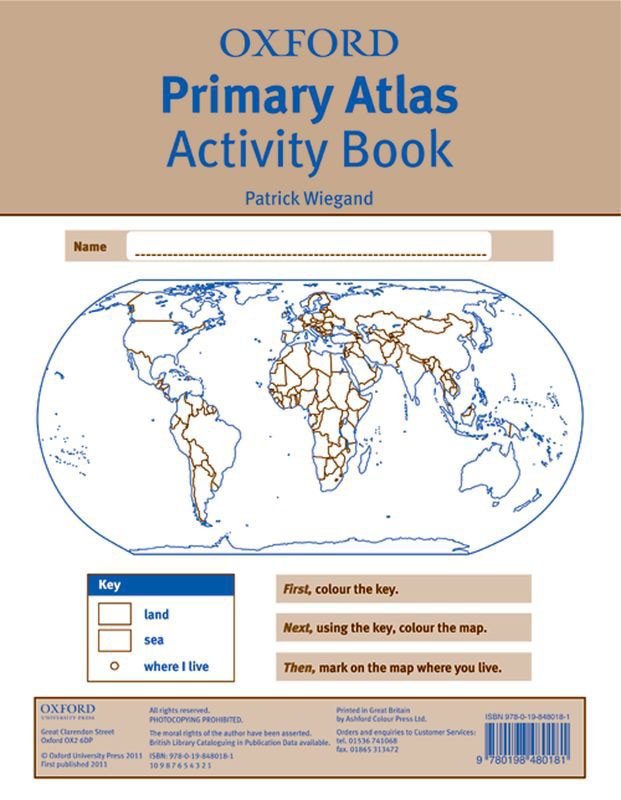 OXFORD
Primary Atlas
Activity Book
Patrick Wiegand
Name
Key
land
sea
where I live
First, colour the key.
Next, using the key, colour the map.
Then, mark on the map where you live.
OXFORD
UNIVERSITY PRESS
Great Clarendon Street
Oxford OX2 6DP
© Oxford University Press 2011
First published 2011
All rights reserved.
PHOTOCOPYING PROHIBITED.
The moral rights of the author have been asserted.
British Library Cataloguing in Publication Data available.
ISBN: 978-0-19-848018-1
10 9 8 7 6 5 4 3 2 1
Printed in Great Britain
by Ashford Colour Press Ltd.
Orders and enquiries to Customer Services:
tel. 01536 741068
fax. 01865 313472
ISBN 978-0-19-848018-1
9 780198 480181